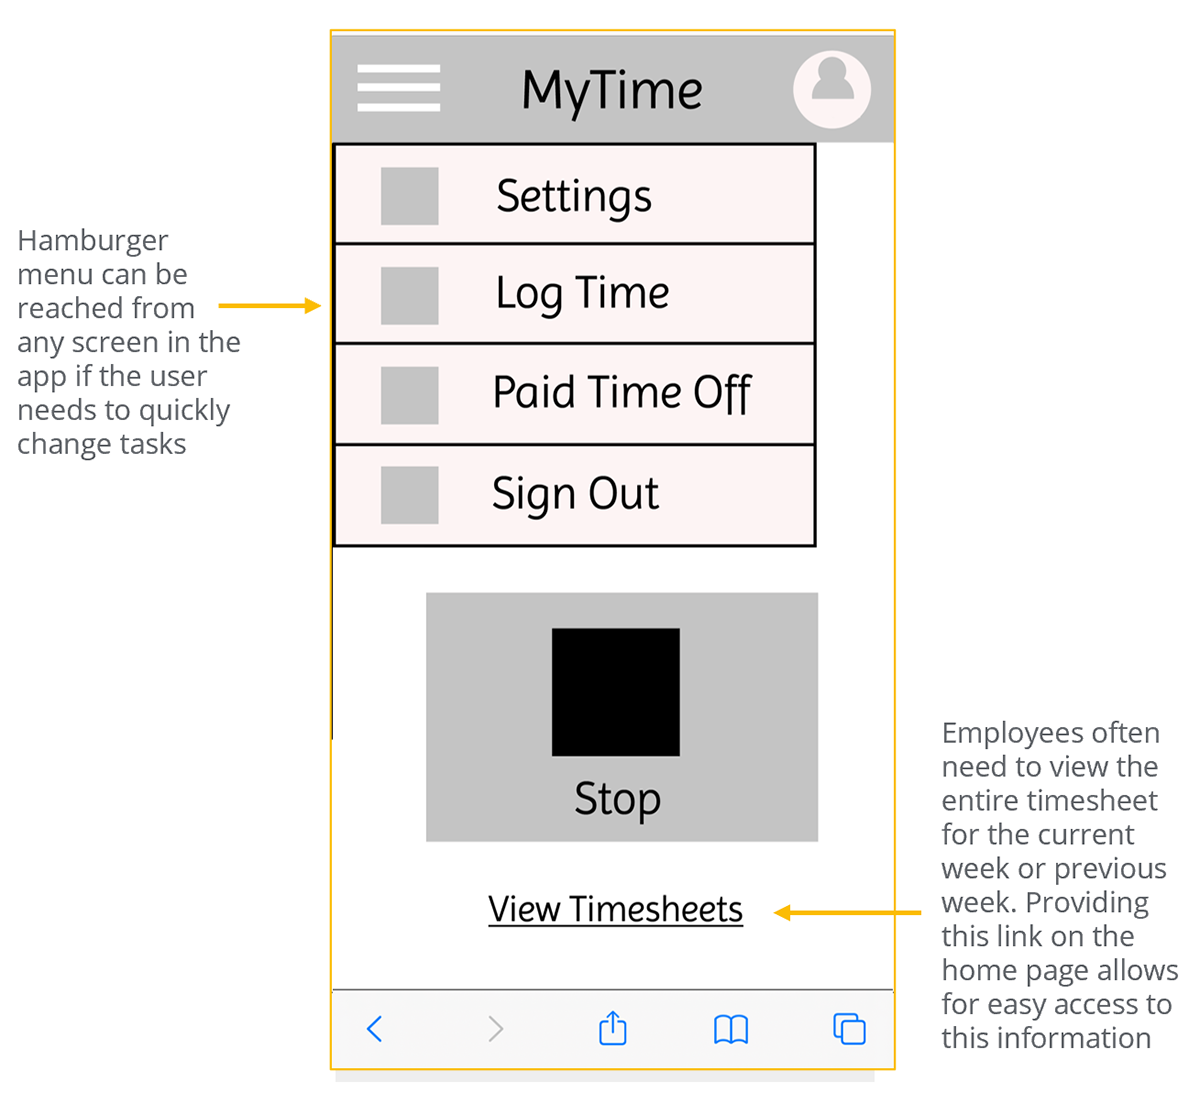 MyTime
Settings
Log Time
Paid Time Off
Sign Out
Hamburger
menu can be
reached from
any screen in the
app if the user
needs to quickly
change tasks
Stop
View Timesheets
Employees often
need to view the
entire timesheet
for the current
week or previous
week. Providing
this link on the
home page allows
for easy access to
this information